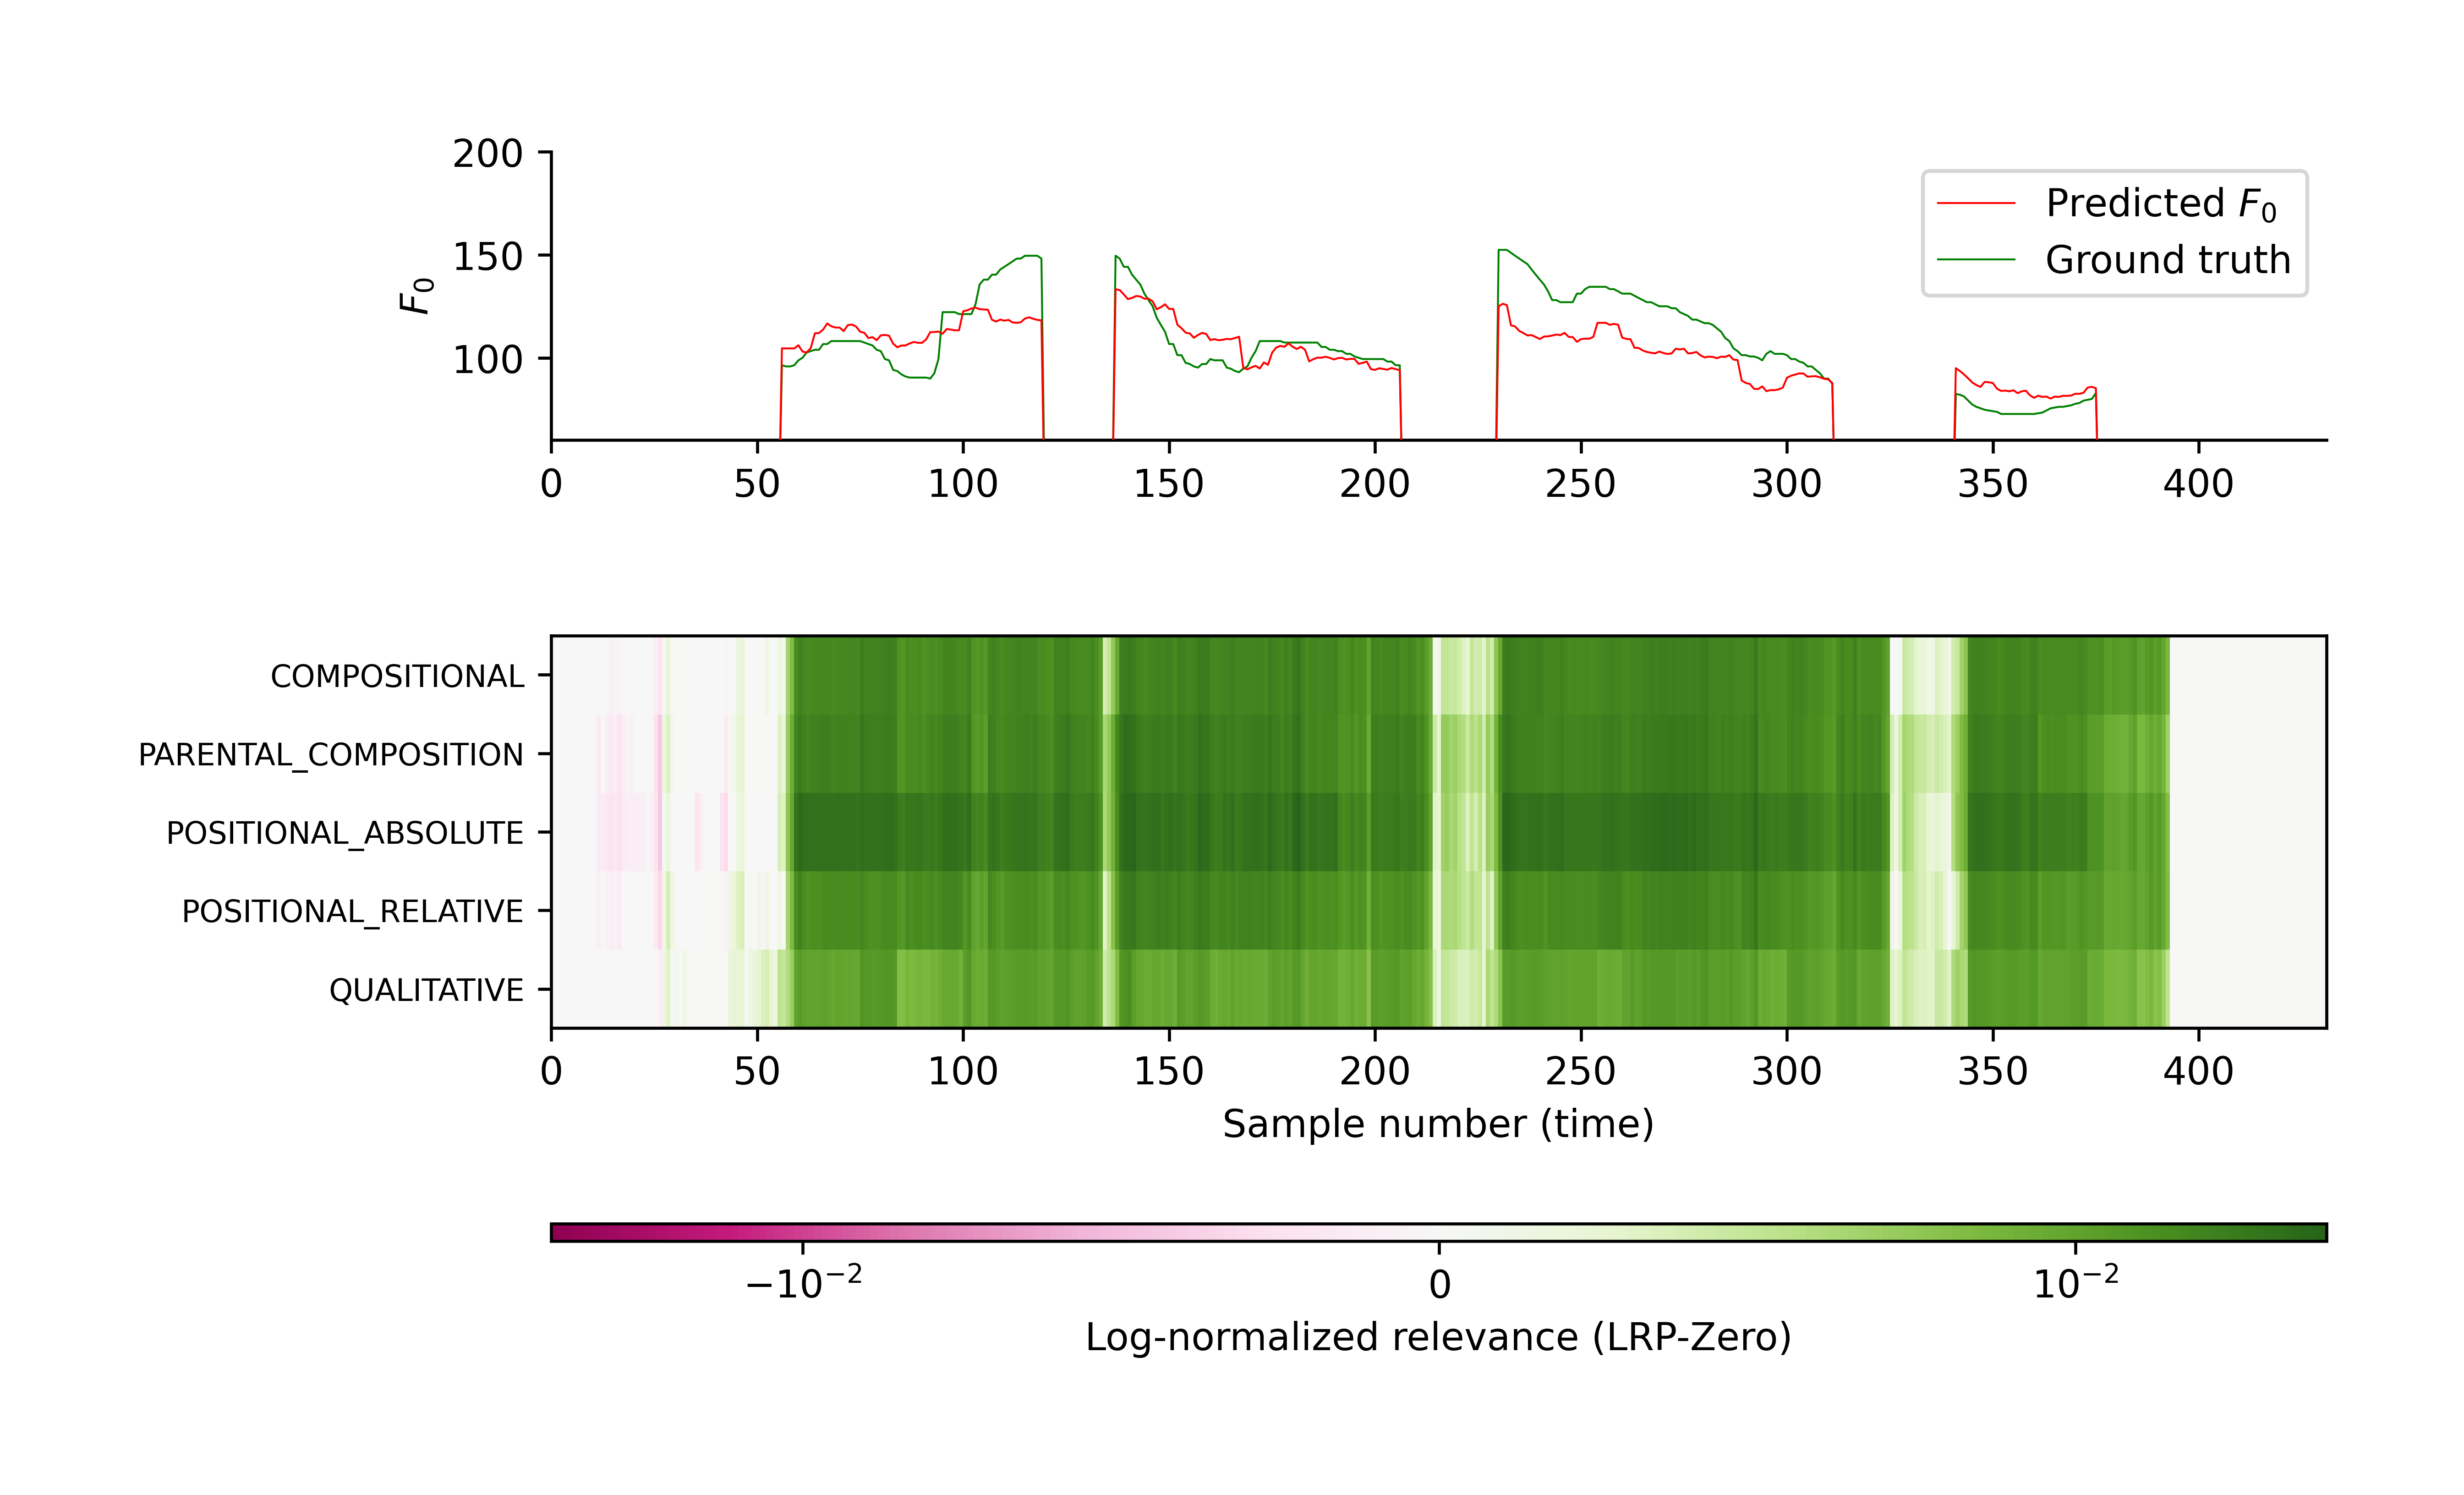 200
150
100
F₀
Predicted F₀
Ground truth
0 50 100 150 200 250 300 350 400
COMPOSITIONAL
PARENTAL_COMPOSITION
POSITIONAL_ABSOLUTE
POSITIONAL_RELATIVE
QUALITATIVE
0 50 100 150 200 250 300 350 400
Sample number (time)
−10⁻² 0 10⁻²
Log-normalized relevance (LRP-Zero)